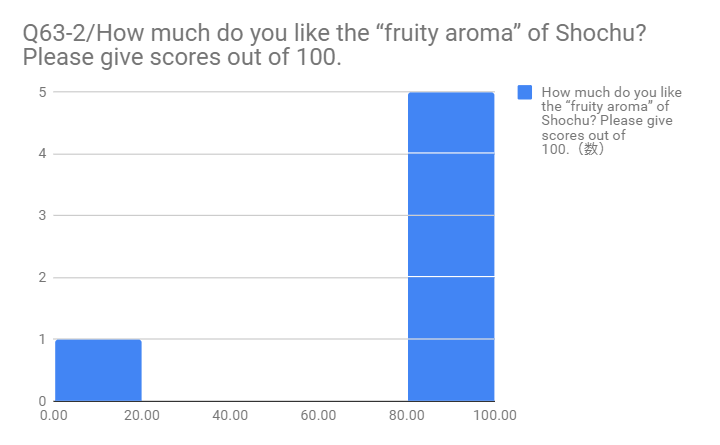 Q63-2/How much do you like the “fruity aroma” of Shochu?
Please give scores out of 100.
How much do you like
the “fruity aroma” of
Shochu? Please give
scores out of
100.（数）
5
4
3
2
1
0
0.00 20.00 40.00 60.00 80.00 100.00